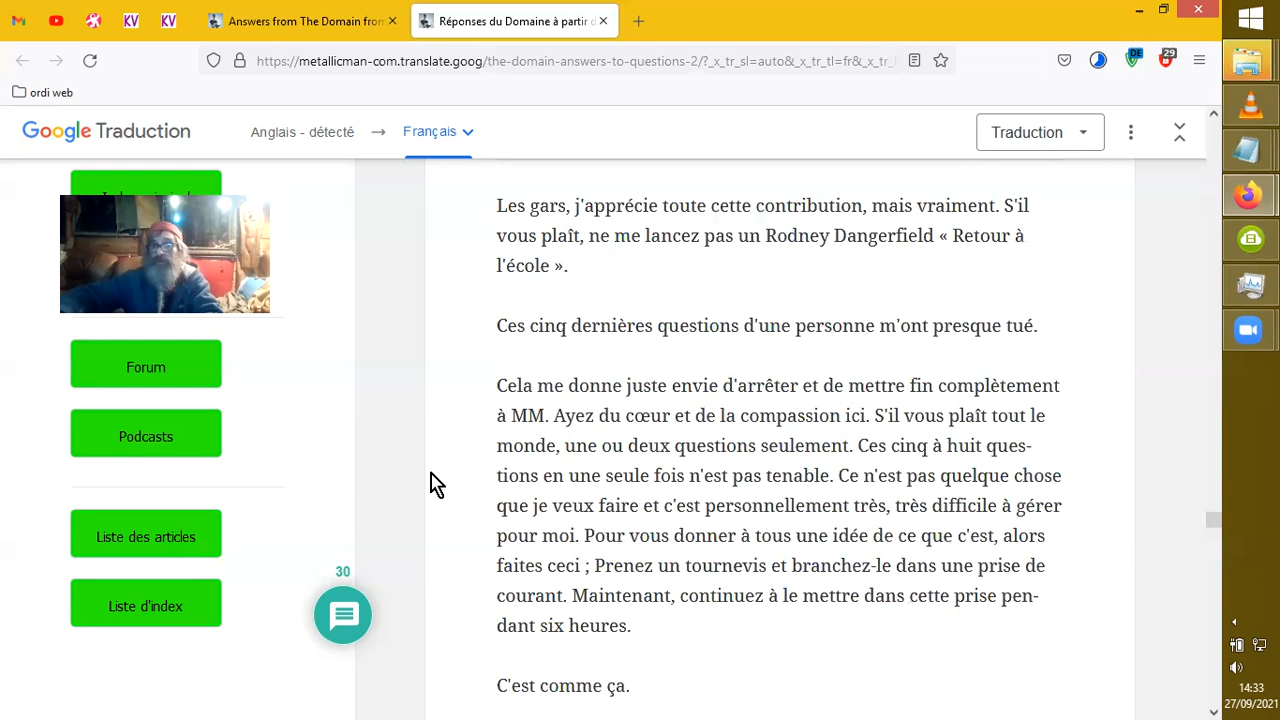 Answers from The Domain from
Réponses du Domaine à partir d
KV
KV
https://metallicman-com.translate.goog/the-domain-answers-to-questions-2/?_x_tr_sl=auto&_x_tr_tl=fr&_x_tr_
DE
29
ordi web
Google Traduction
Anglais - détecté
Français
Traduction
Les gars, j'apprécie toute cette contribution, mais vraiment. S'il
vous plaît, ne me lancez pas un Rodney Dangerfield « Retour à
l'école ».
Ces cinq dernières questions d'une personne m'ont presque tué.
Forum
Cela me donne juste envie d'arrêter et de mettre fin complètement
à MM. Ayez du cœur et de la compassion ici. S'il vous plaît tout le
Podcasts
monde, une ou deux questions seulement. Ces cinq à huit ques-
tions en une seule fois n'est pas tenable. Ce n'est pas quelque chose
que je veux faire et c'est personnellement très, très difficile à gérer
Liste des articles
pour moi. Pour vous donner à tous une idée de ce que c'est, alors
faites ceci ; Prenez un tournevis et branchez-le dans une prise de
30
courant. Maintenant, continuez à le mettre dans cette prise pen-
Liste d'index
dant six heures.
C'est comme ça.
14:33
27/09/2021